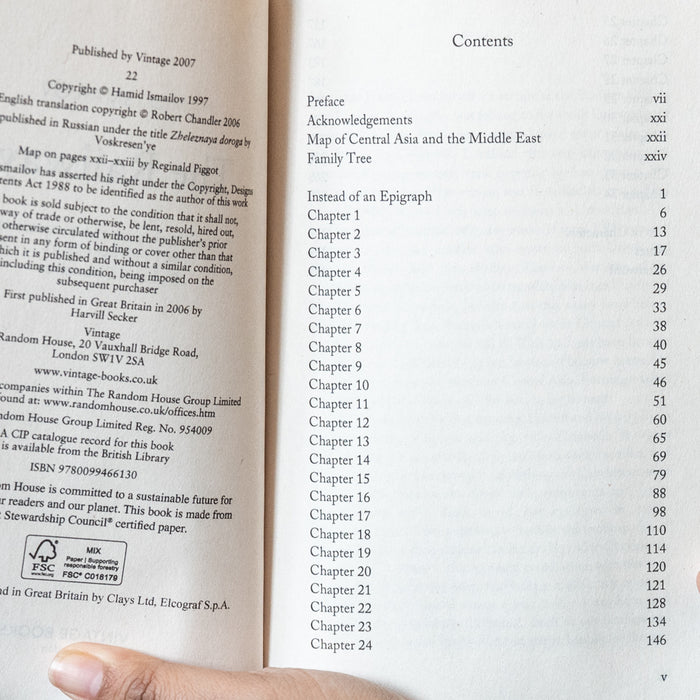 Published by Vintage 2007
22
Copyright © Hamid Ismailov 1997
English translation copyright © Robert Chandler 2006
published in Russian under the title Zheleznaya doroga by
Voskresen'ye
Map on pages xxii–xxiii by Reginald Piggot
has asserted his right under the Copyright, Designs
Act 1988 to be identified as the author of this work
book is sold subject to the condition that it shall not,
way of trade or otherwise, be lent, resold, hired out,
otherwise circulated without the publisher's prior
in any form of binding or cover other than that
which it is published and without a similar condition,
including this condition, being imposed on the
subsequent purchaser
First published in Great Britain in 2006 by
Harvill Secker
Vintage
Random House, 20 Vauxhall Bridge Road,
London SW1V 2SA
www.vintage-books.co.uk
companies within The Random House Group Limited
found at: www.randomhouse.co.uk/offices.htm
House Group Limited Reg. No. 954009
A CIP catalogue record for this book
is available from the British Library
ISBN 9780099466130
House is committed to a sustainable future for
readers and our planet. This book is made from
Stewardship Council® certified paper.
FSC
www.fsc.org
MIX
Paper | Supporting
responsible forestry
FSC® C018179
in Great Britain by Clays Ltd, Elcograf S.p.A.
Contents
Preface vii
Acknowledgements xxi
Map of Central Asia and the Middle East xxii
Family Tree xxiv
Instead of an Epigraph 1
Chapter 1 6
Chapter 2 13
Chapter 3 17
Chapter 4 26
Chapter 5 29
Chapter 6 33
Chapter 7 38
Chapter 8 40
Chapter 9 45
Chapter 10 46
Chapter 11 51
Chapter 12 60
Chapter 13 65
Chapter 14 69
Chapter 15 79
Chapter 16 88
Chapter 17 98
Chapter 18 110
Chapter 19 114
Chapter 20 120
Chapter 21 121
Chapter 22 128
Chapter 23 134
Chapter 24 146
v